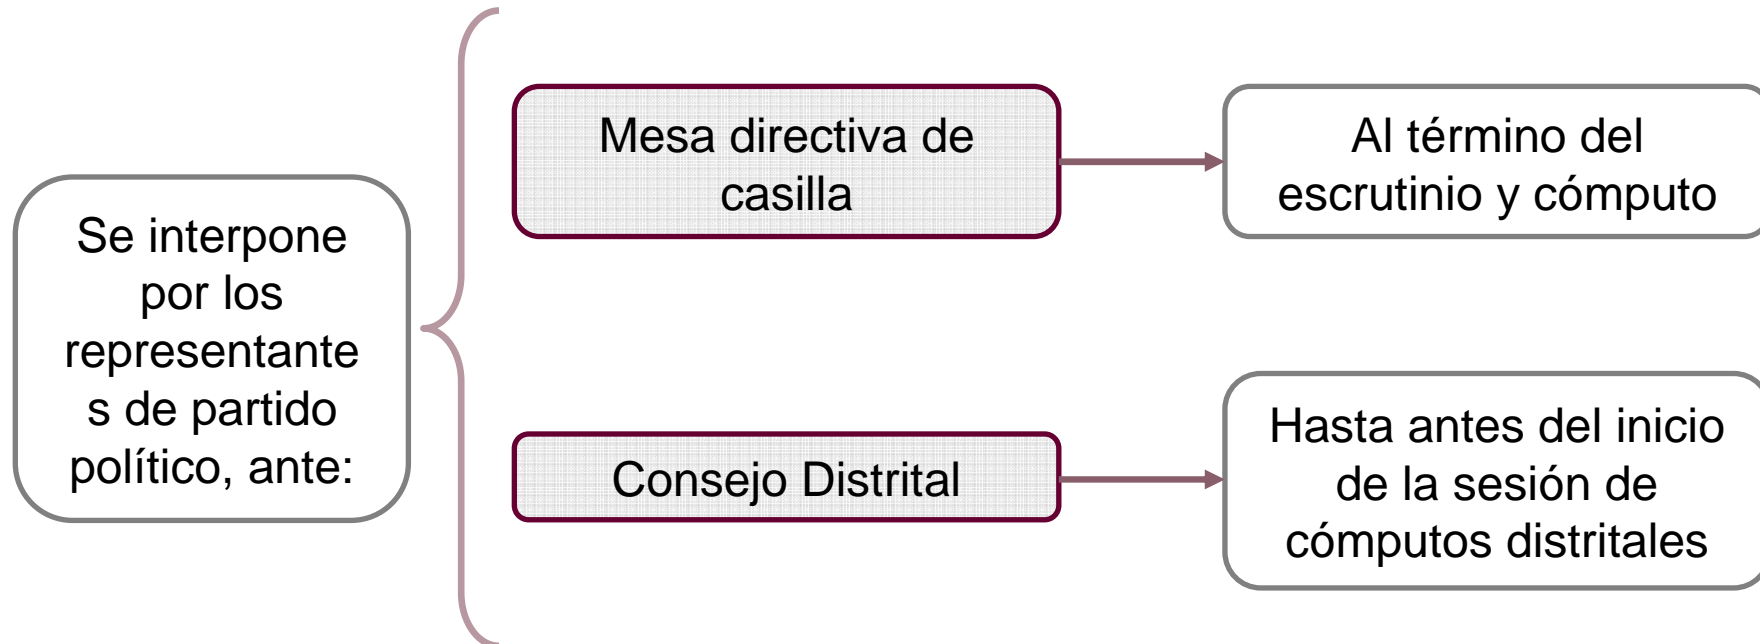 Se interpone
por los
representante
s de partido
político, ante:
Mesa directiva de
casilla
Al término del
escrutinio y cómputo
Consejo Distrital
Hasta antes del inicio
de la sesión de
cómputos distritales